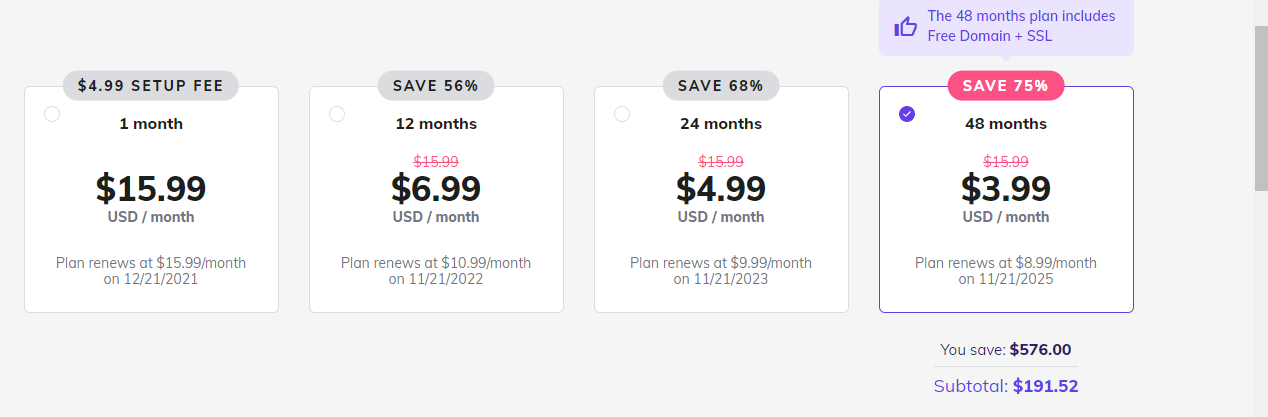 The 48 months plan includes
Free Domain + SSL
$4.99 SETUP FEE
1 month
$15.99
USD / month
Plan renews at $15.99/month
on 12/21/2021
SAVE 56%
12 months
$15.99
$6.99
USD / month
Plan renews at $10.99/month
on 11/21/2022
SAVE 68%
24 months
$15.99
$4.99
USD / month
Plan renews at $9.99/month
on 11/21/2023
SAVE 75%
48 months
$15.99
$3.99
USD / month
Plan renews at $8.99/month
on 11/21/2025
You save: $576.00
Subtotal: $191.52